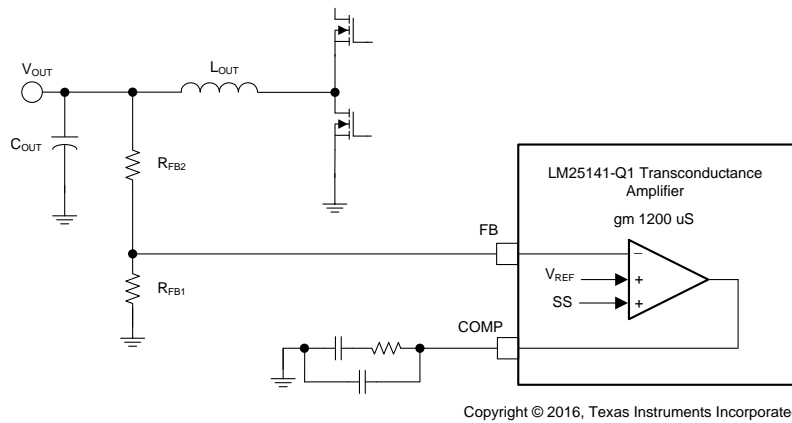 VOUT
LOUT
COUT
RFB2
RFB1
FB
COMP
LM25141-Q1 Transconductance
Amplifier
gm 1200 uS
VREF
SS
−
+
+
Copyright © 2016, Texas Instruments Incorporate